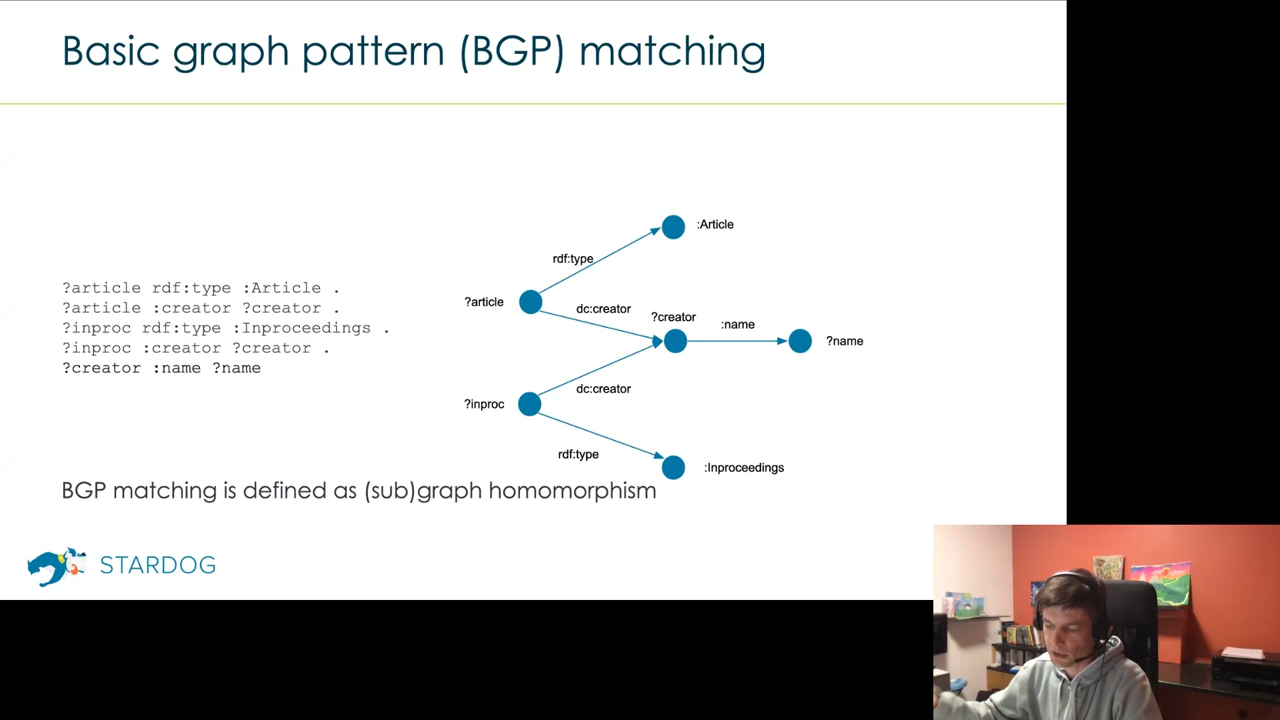 Basic graph pattern (BGP) matching
?article rdf:type :Article .
?article :creator ?creator .
?inproc rdf:type :Inproceedings .
?inproc :creator ?creator .
?creator :name ?name
:Article
rdf:type
?article
dc:creator
?creator
:name
?name
dc:creator
?inproc
rdf:type
:Inproceedings
BGP matching is defined as (sub)graph homomorphism
STARDOG